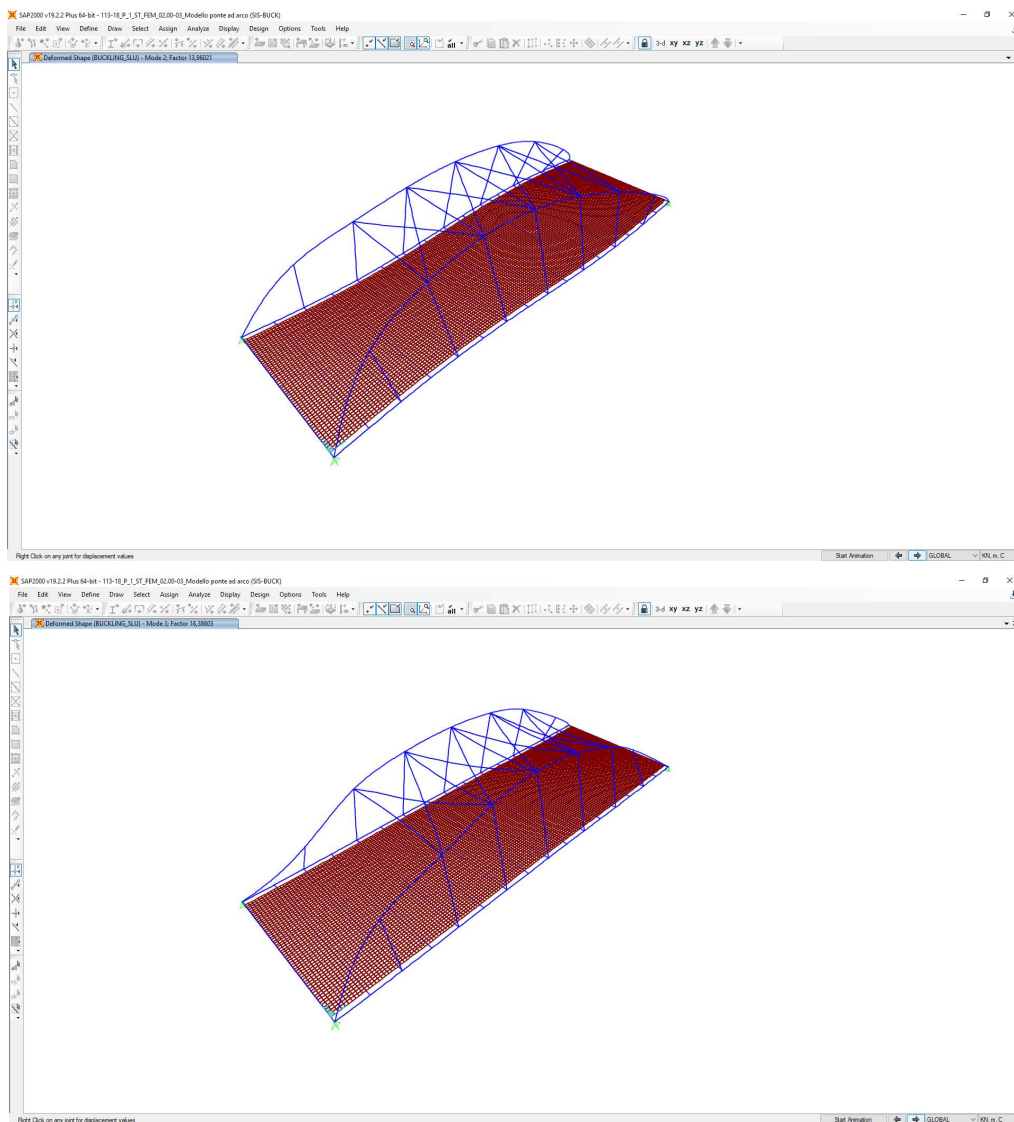 SAP2000 v19.2.2 Plus 64-bit - 113-18_P_1_ST_FEM_02.00-03_Modello ponte ad arco (SIS-BUCK)
File Edit View Define Draw Select Assign Analyze Display Design Options Tools Help
all 3-d xy xz yz
Deformed Shape (BUCKLING_SLU) - Mode 2; Factor 13,96021
all
Right Click on any joint for displacement values Start Animation GLOBAL KN, m, C
SAP2000 v19.2.2 Plus 64-bit - 113-18_P_1_ST_FEM_02.00-03_Modello ponte ad arco (SIS-BUCK)
File Edit View Define Draw Select Assign Analyze Display Design Options Tools Help
all 3-d xy xz yz
Deformed Shape (BUCKLING_SLU) - Mode 3; Factor 16,38603
all
Right Click on any joint for displacement values Start Animation GLOBAL KN, m, C